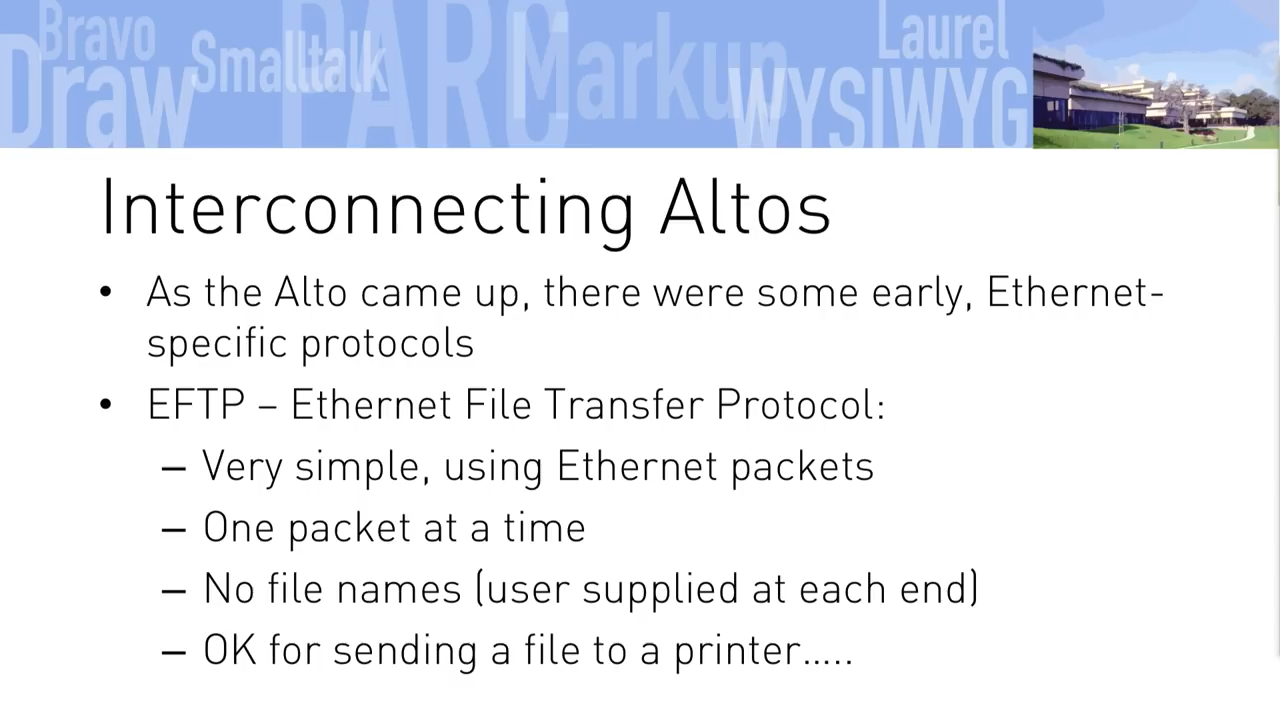 Bravo
Draw
Smalltalk
PARC
Markup
Laurel
WYSIWYG
Interconnecting Altos
• As the Alto came up, there were some early, Ethernet-
specific protocols
• EFTP – Ethernet File Transfer Protocol:
– Very simple, using Ethernet packets
– One packet at a time
– No file names (user supplied at each end)
– OK for sending a file to a printer.....